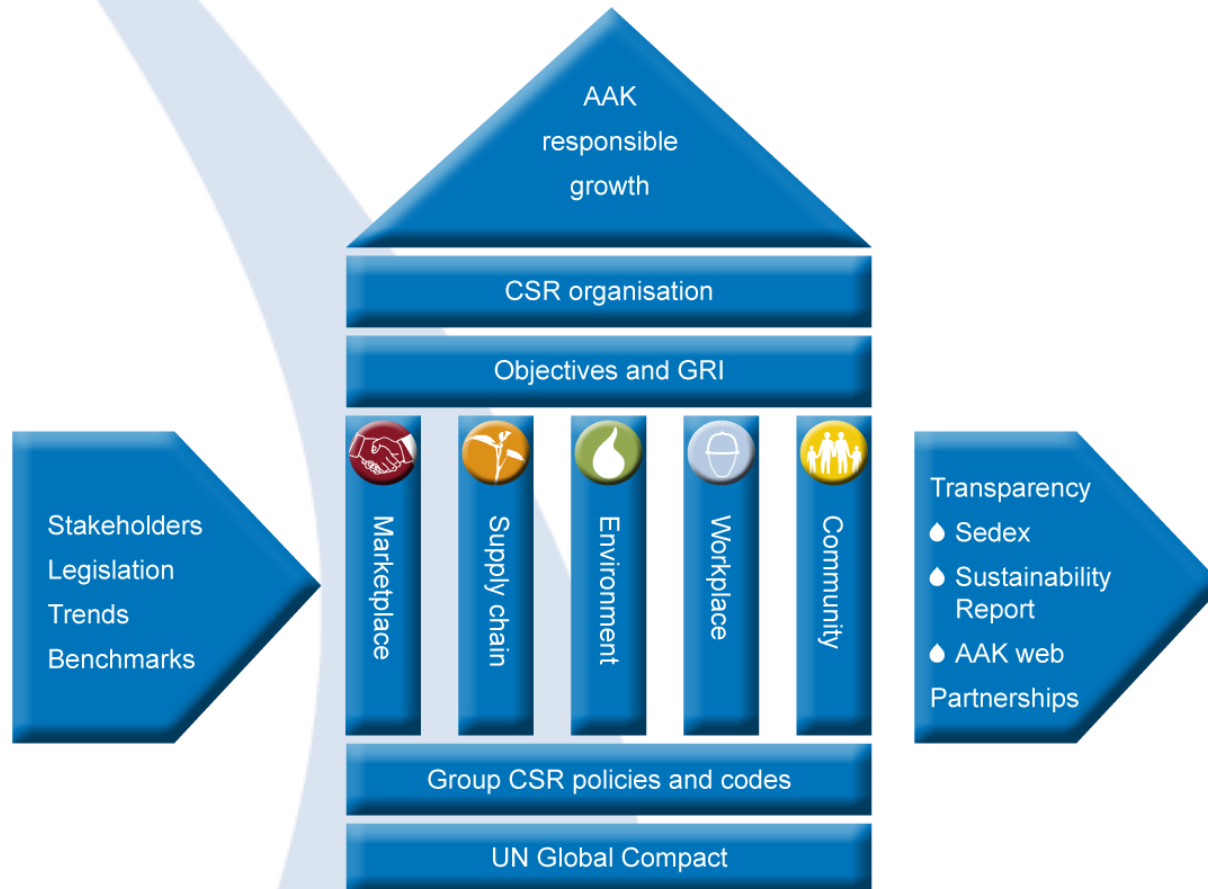 AAK
responsible
growth
CSR organisation
Objectives and GRI
Stakeholders
Legislation
Trends
Benchmarks
Marketplace
Supply chain
Environment
Workplace
Community
Transparency
Sedex
Sustainability
Report
AAK web
Partnerships
Group CSR policies and codes
UN Global Compact